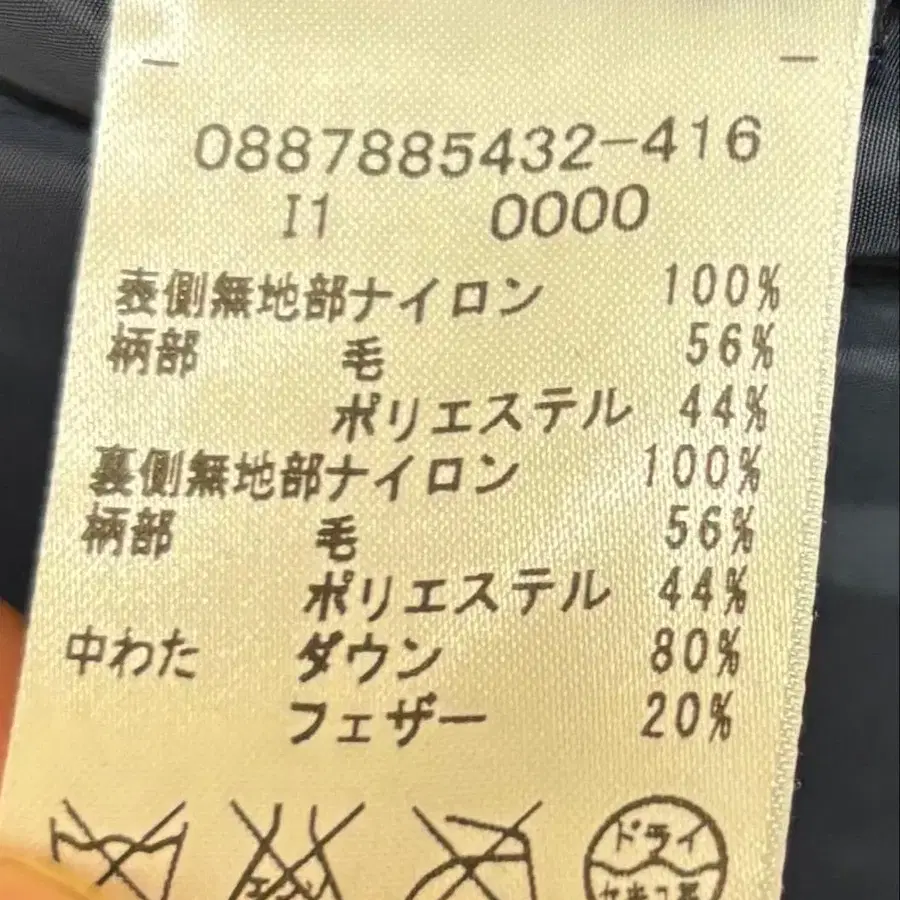 0887885432-416
I1 0000
表側無地部ナイロン 100%
柄部 毛 56%
ポリエステル 44%
裏側無地部ナイロン 100%
柄部 毛 56%
ポリエステル 44%
中わた ダウン 80%
フェザー 20%
ドライ